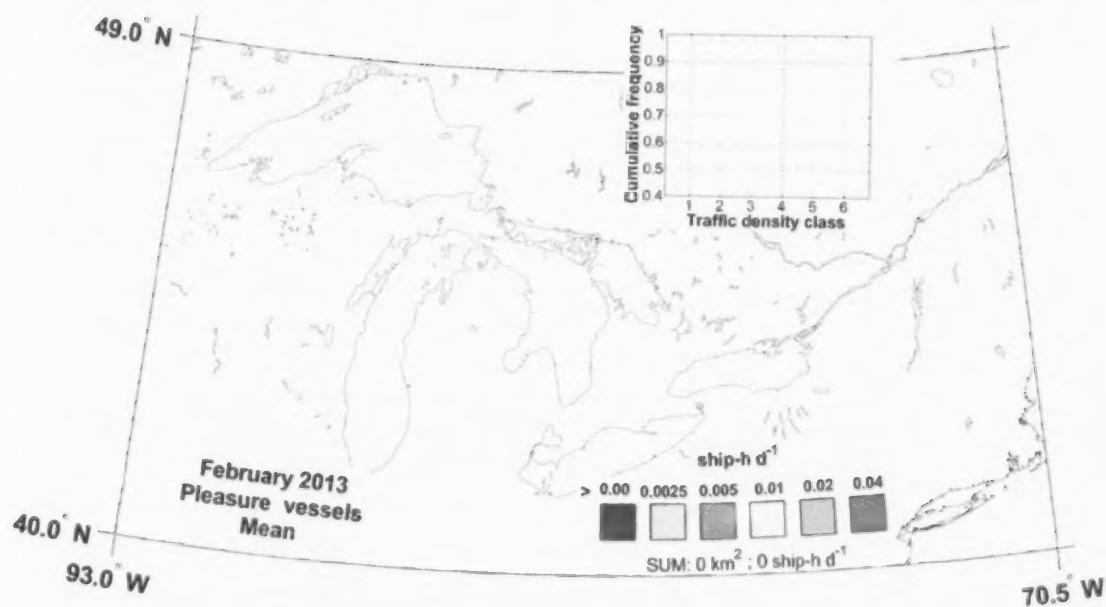 49.0° N
Cumulative frequency
1
0.9
0.8
0.7
0.6
0.5
0.4
1 2 3 4 5 6
Traffic density class
February 2013
Pleasure vessels
Mean
ship-h d⁻¹
> 0.00 0.0025 0.005 0.01 0.02 0.04
SUM: 0 km² ; 0 ship-h d⁻¹
40.0° N
93.0° W
70.5° W